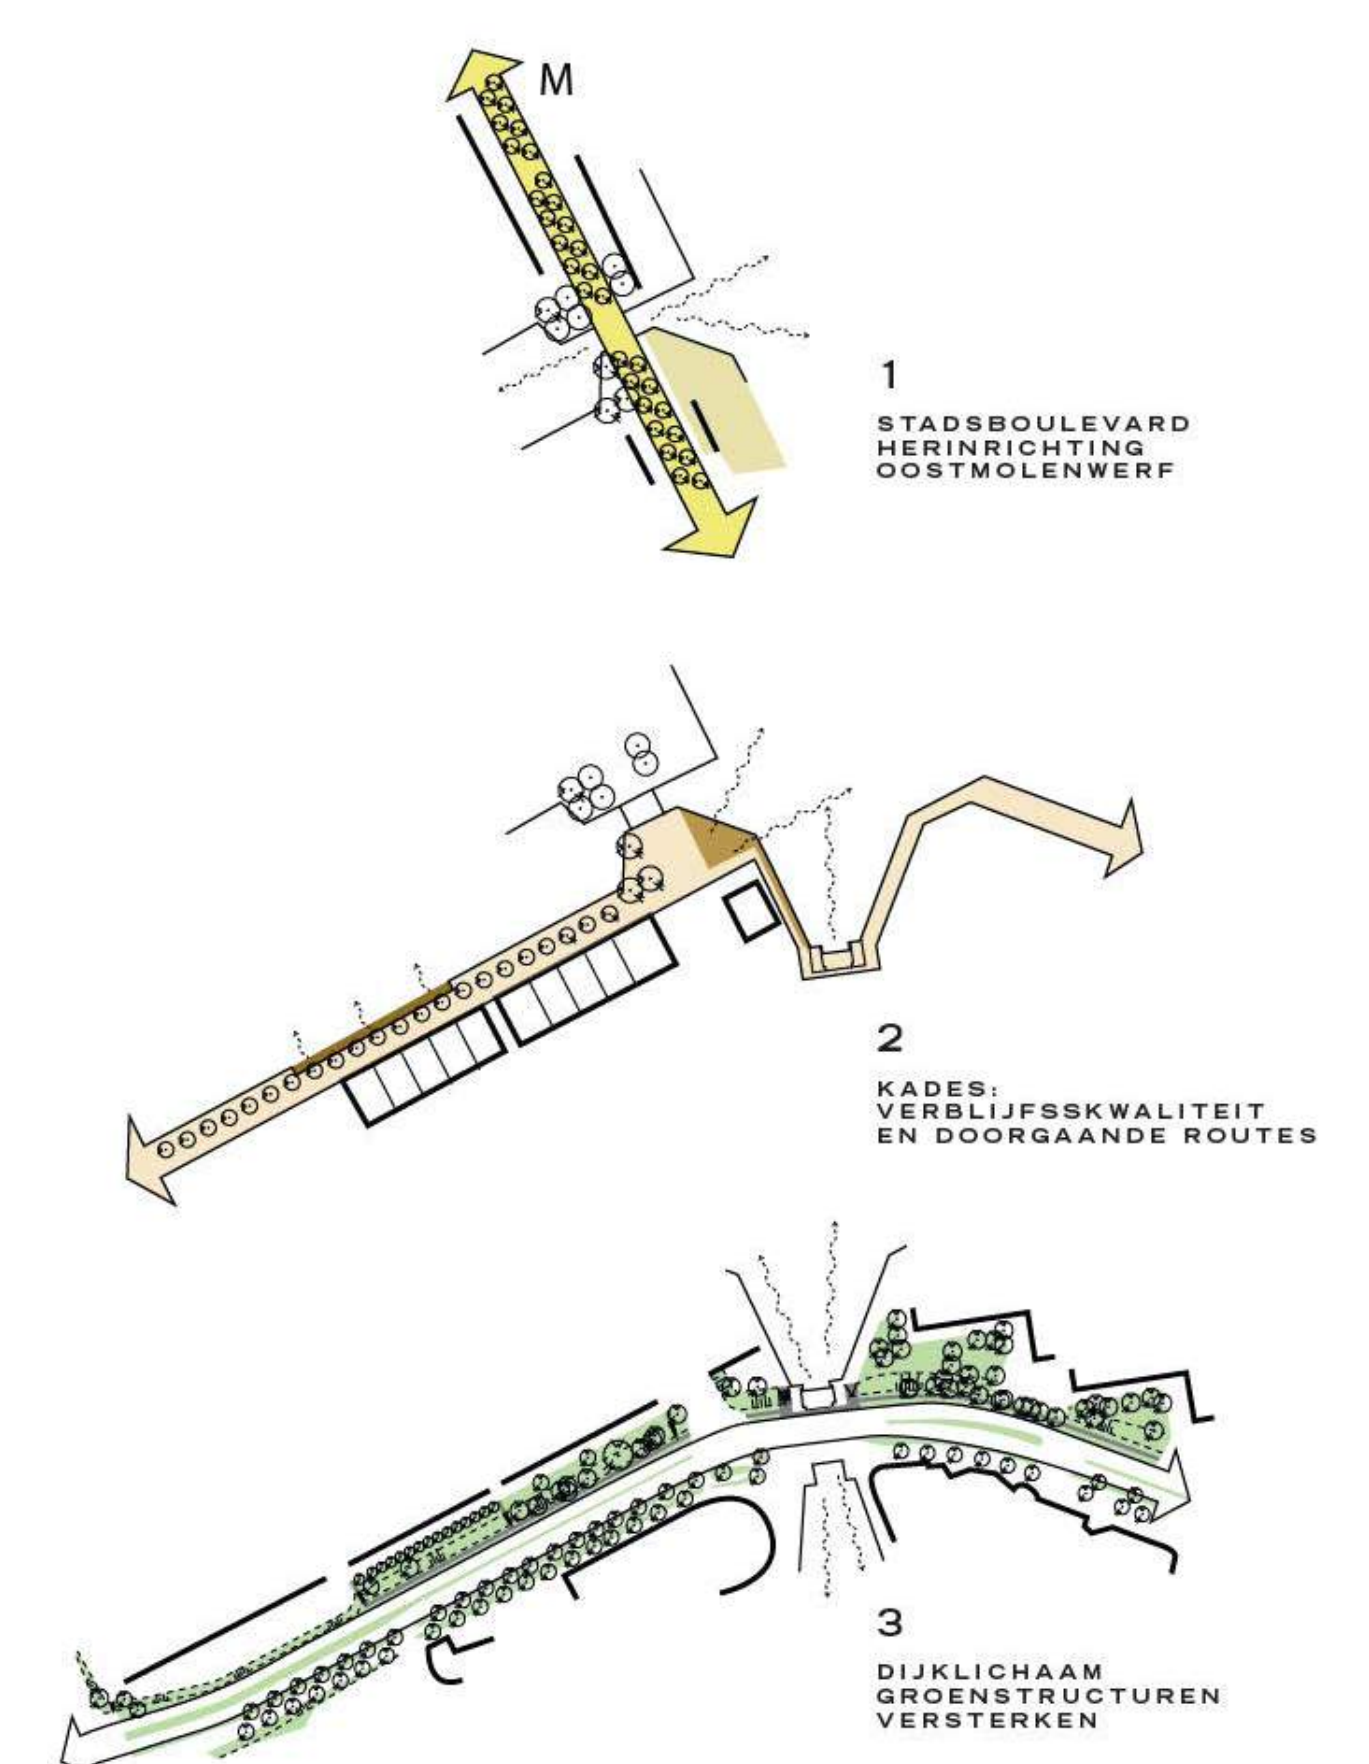 M
1
STADSBOULEVARD
HERINRICHTING
OOSTMOLENWERF
2
KADES:
VERBLIJFSSKWALITEIT
EN DOORGAANDE ROUTES
3
DIJKLICHAAM
GROENSTRUCTUREN
VERSTERKEN